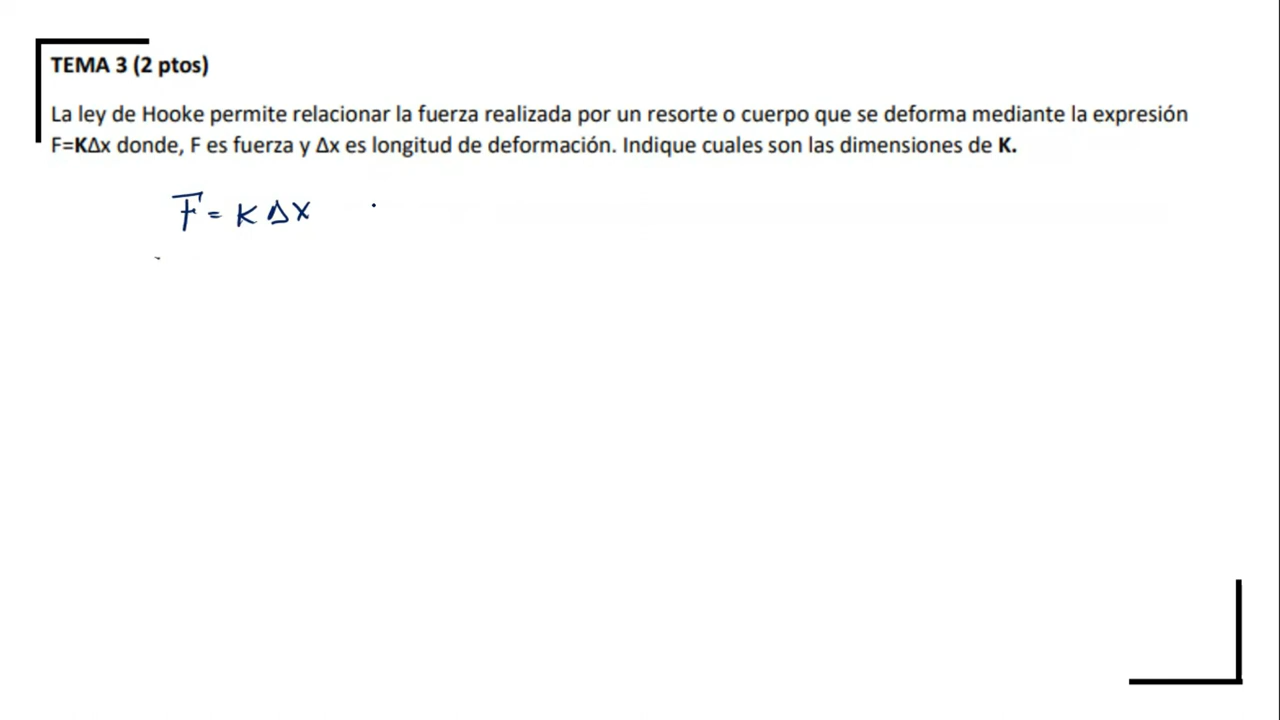 TEMA 3 (2 ptos)
La ley de Hooke permite relacionar la fuerza realizada por un resorte o cuerpo que se deforma mediante la expresión
F=KΔx donde, F es fuerza y Δx es longitud de deformación. Indique cuales son las dimensiones de K.
F = K Δ X